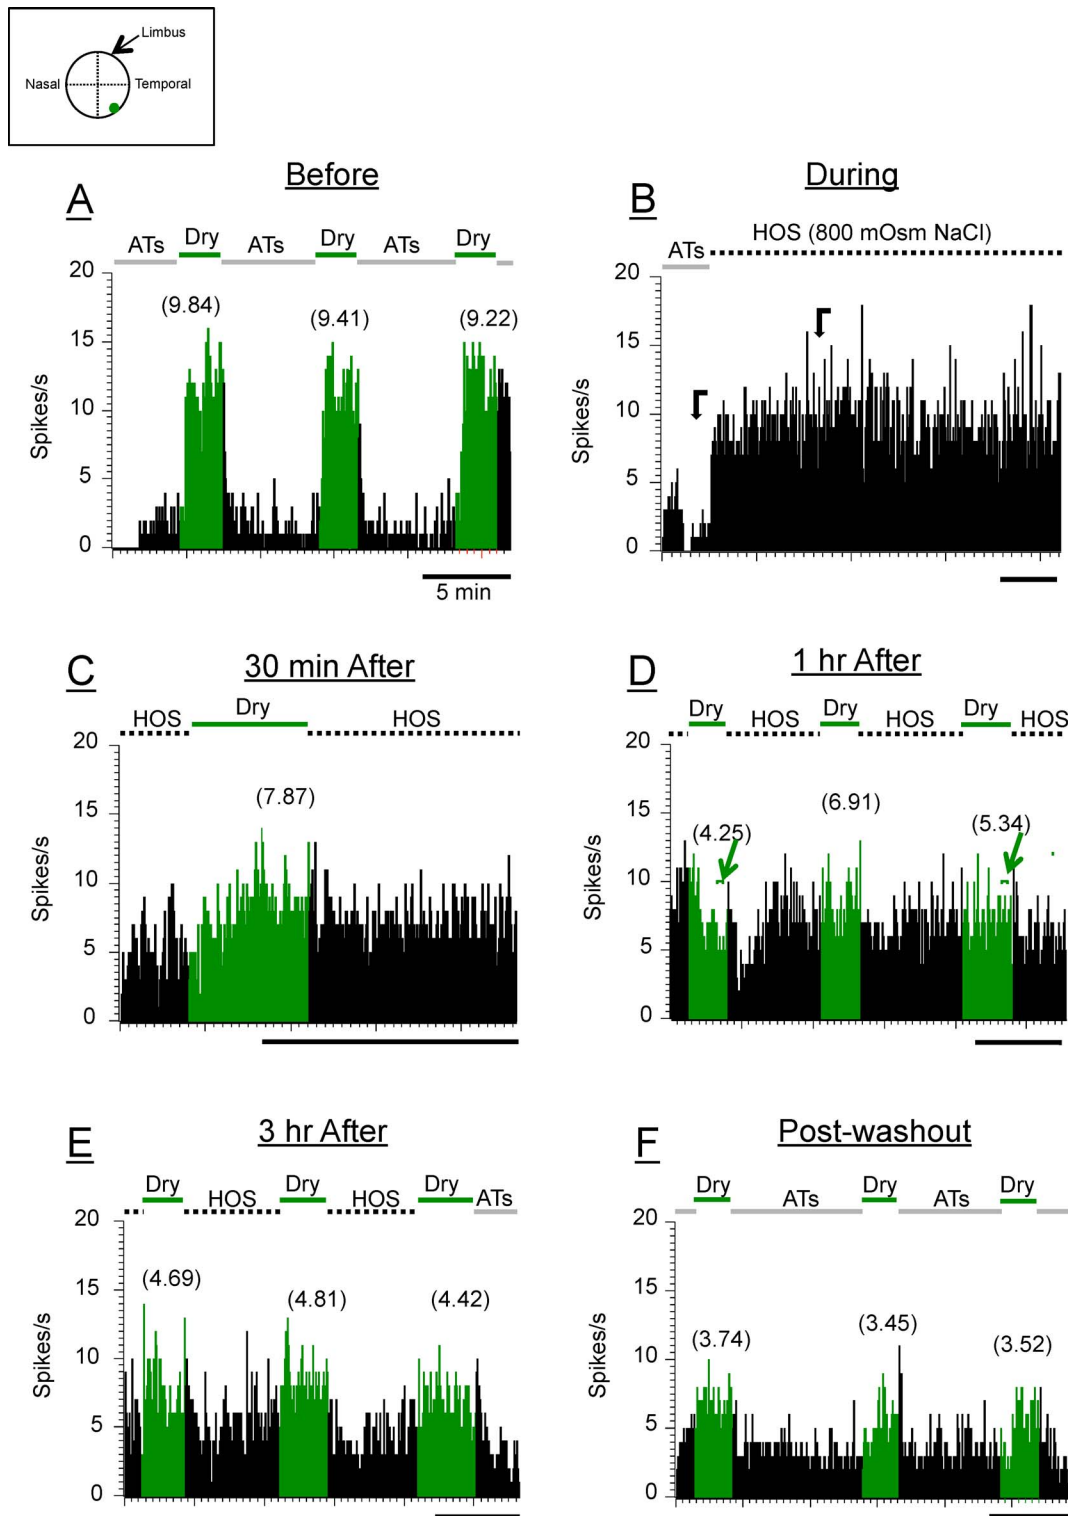 Limbus
Nasal Temporal
A Before
ATs Dry ATs Dry ATs Dry
20
(9.84) (9.41) (9.22)
15
10
5
0
Spikes/s
5 min
B During
ATs HOS (800 mOsm NaCl)
20
15
10
5
0
Spikes/s
C 30 min After
HOS Dry HOS
20
(7.87)
15
10
5
0
Spikes/s
D 1 hr After
Dry HOS Dry HOS Dry HOS
20
(4.25) (6.91) (5.34)
15
10
5
0
Spikes/s
E 3 hr After
Dry HOS Dry HOS Dry ATs
20
(4.69) (4.81) (4.42)
15
10
5
0
Spikes/s
F Post-washout
Dry ATs Dry ATs Dry
20
(3.74) (3.45) (3.52)
15
10
5
0
Spikes/s